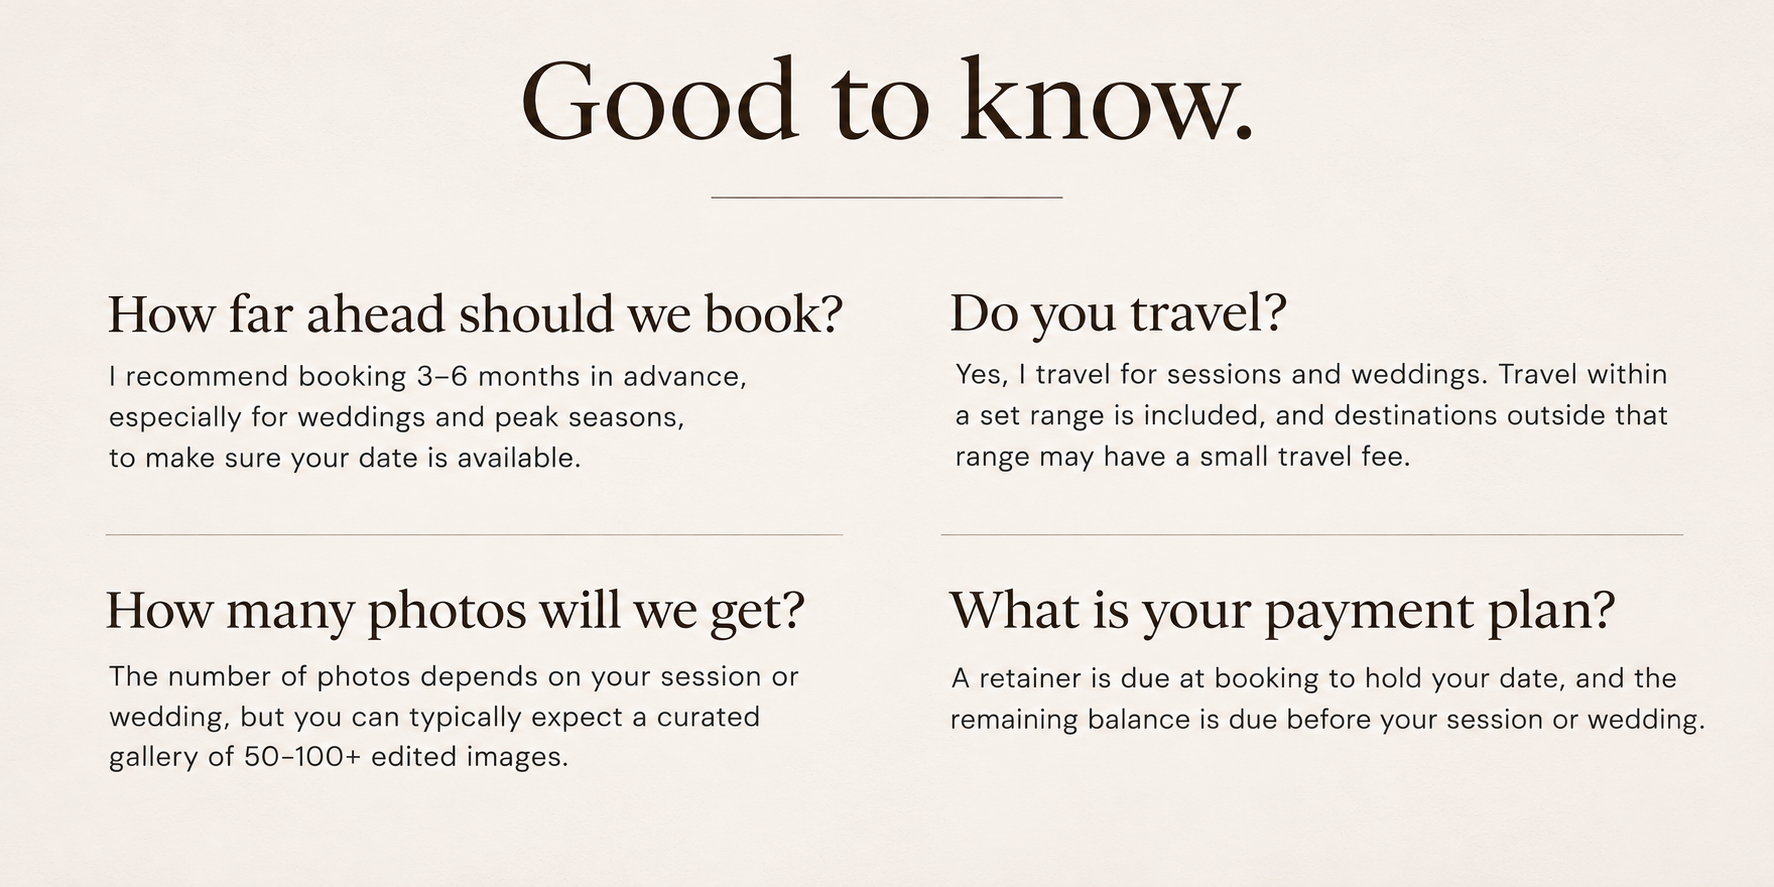 Good to know.
How far ahead should we book?
I recommend booking 3–6 months in advance,
especially for weddings and peak seasons,
to make sure your date is available.
Do you travel?
Yes, I travel for sessions and weddings. Travel within
a set range is included, and destinations outside that
range may have a small travel fee.
How many photos will we get?
The number of photos depends on your session or
wedding, but you can typically expect a curated
gallery of 50–100+ edited images.
What is your payment plan?
A retainer is due at booking to hold your date, and the
remaining balance is due before your session or wedding.